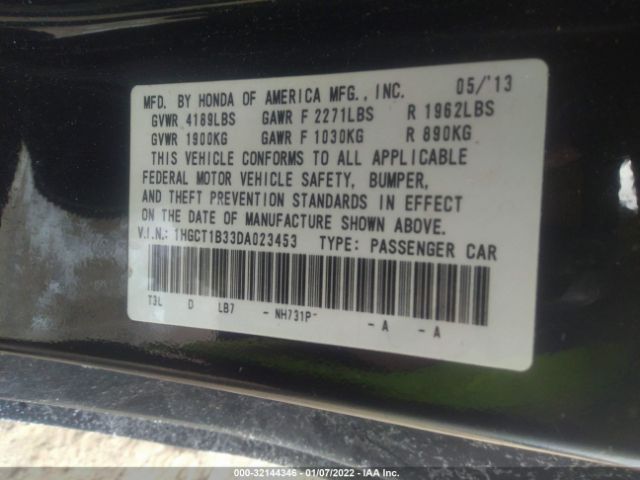 MFD. BY HONDA OF AMERICA MFG., INC. 05/'13
GVWR 4189LBS GAWR F 2271LBS R 1962LBS
GVWR 1900KG GAWR F 1030KG R 890KG
THIS VEHICLE CONFORMS TO ALL APPLICABLE
FEDERAL MOTOR VEHICLE SAFETY, BUMPER,
AND THEFT PREVENTION STANDARDS IN EFFECT
ON THE DATE OF MANUFACTURE SHOWN ABOVE.
V.I.N.: 1HGCT1B33DA023453 TYPE: PASSENGER CAR
T3L D LB7 - NH731P- - A - A
000-32144346 - 01/07/2022 - IAA Inc.